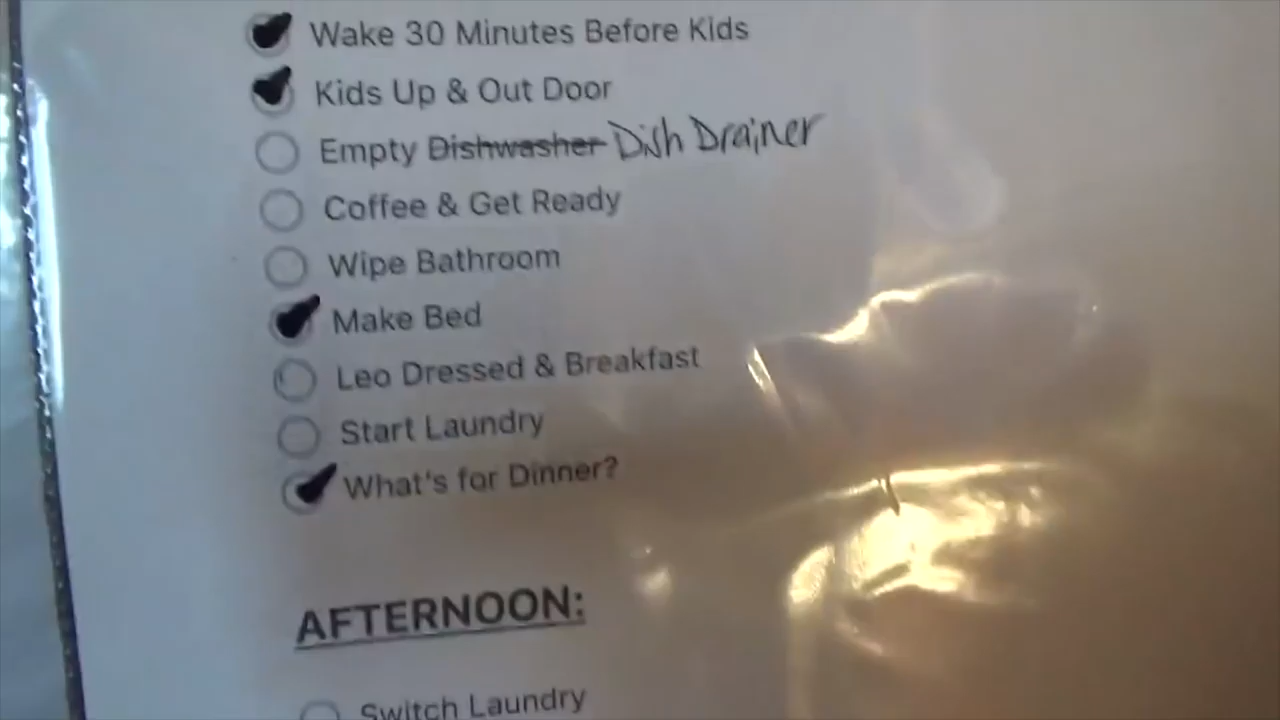 Wake 30 Minutes Before Kids
Kids Up & Out Door
Empty Dishwasher Dish Drainer
Coffee & Get Ready
Wipe Bathroom
Make Bed
Leo Dressed & Breakfast
Start Laundry
What's for Dinner?
AFTERNOON:
Switch Laundry